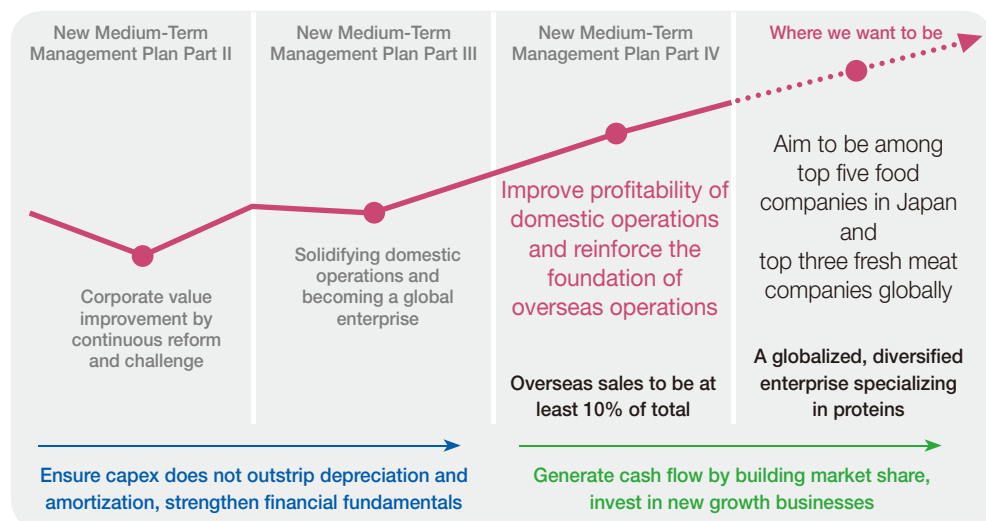 New Medium-Term
Management Plan Part II
New Medium-Term
Management Plan Part III
New Medium-Term
Management Plan Part IV
Where we want to be
Corporate value
improvement by
continuous reform
and challenge
Solidifying domestic
operations and
becoming a global
enterprise
Improve profitability of
domestic operations
and reinforce the
foundation of
overseas operations
Overseas sales to be at
least 10% of total
Aim to be among
top five food
companies in Japan
and
top three fresh meat
companies globally
A globalized, diversified
enterprise specializing
in proteins
Ensure capex does not outstrip depreciation and
amortization, strengthen financial fundamentals
Generate cash flow by building market share,
invest in new growth businesses